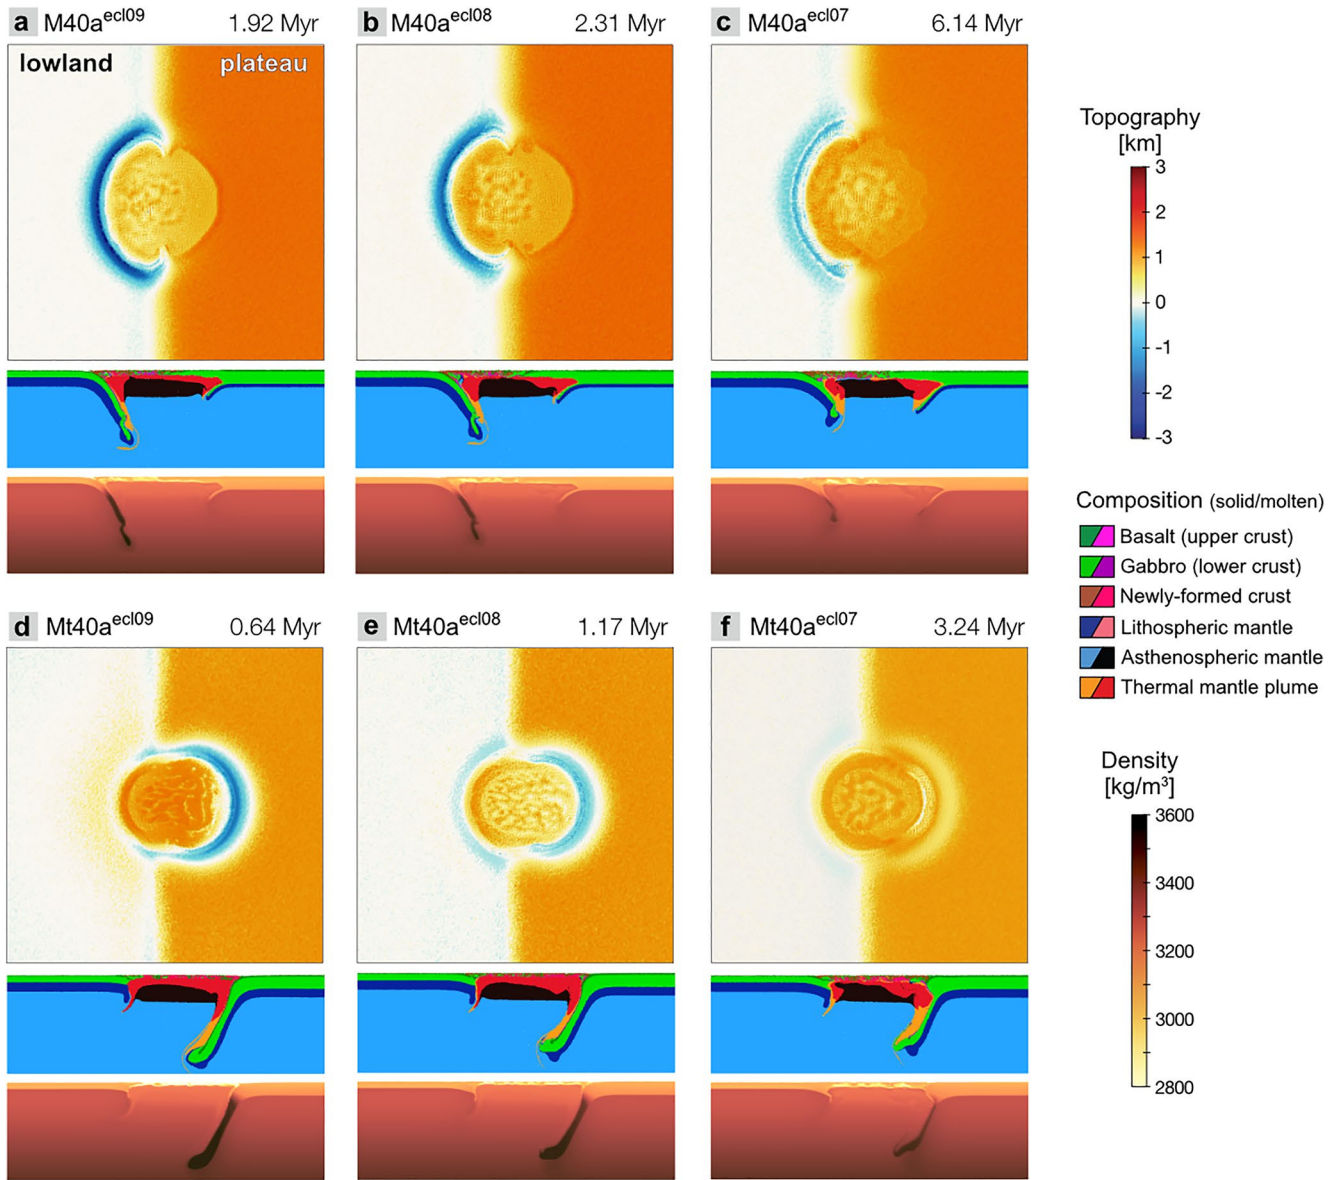 a M40a^ecl09 1.92 Myr
b M40a^ecl08 2.31 Myr
c M40a^ecl07 6.14 Myr
lowland plateau
Topography
[km]
3
2
1
0
-1
-2
-3
Composition (solid/molten)
Basalt (upper crust)
Gabbro (lower crust)
Newly-formed crust
Lithospheric mantle
Asthenospheric mantle
Thermal mantle plume
d Mt40a^ecl09 0.64 Myr
e Mt40a^ecl08 1.17 Myr
f Mt40a^ecl07 3.24 Myr
Density
[kg/m³]
3600
3400
3200
3000
2800